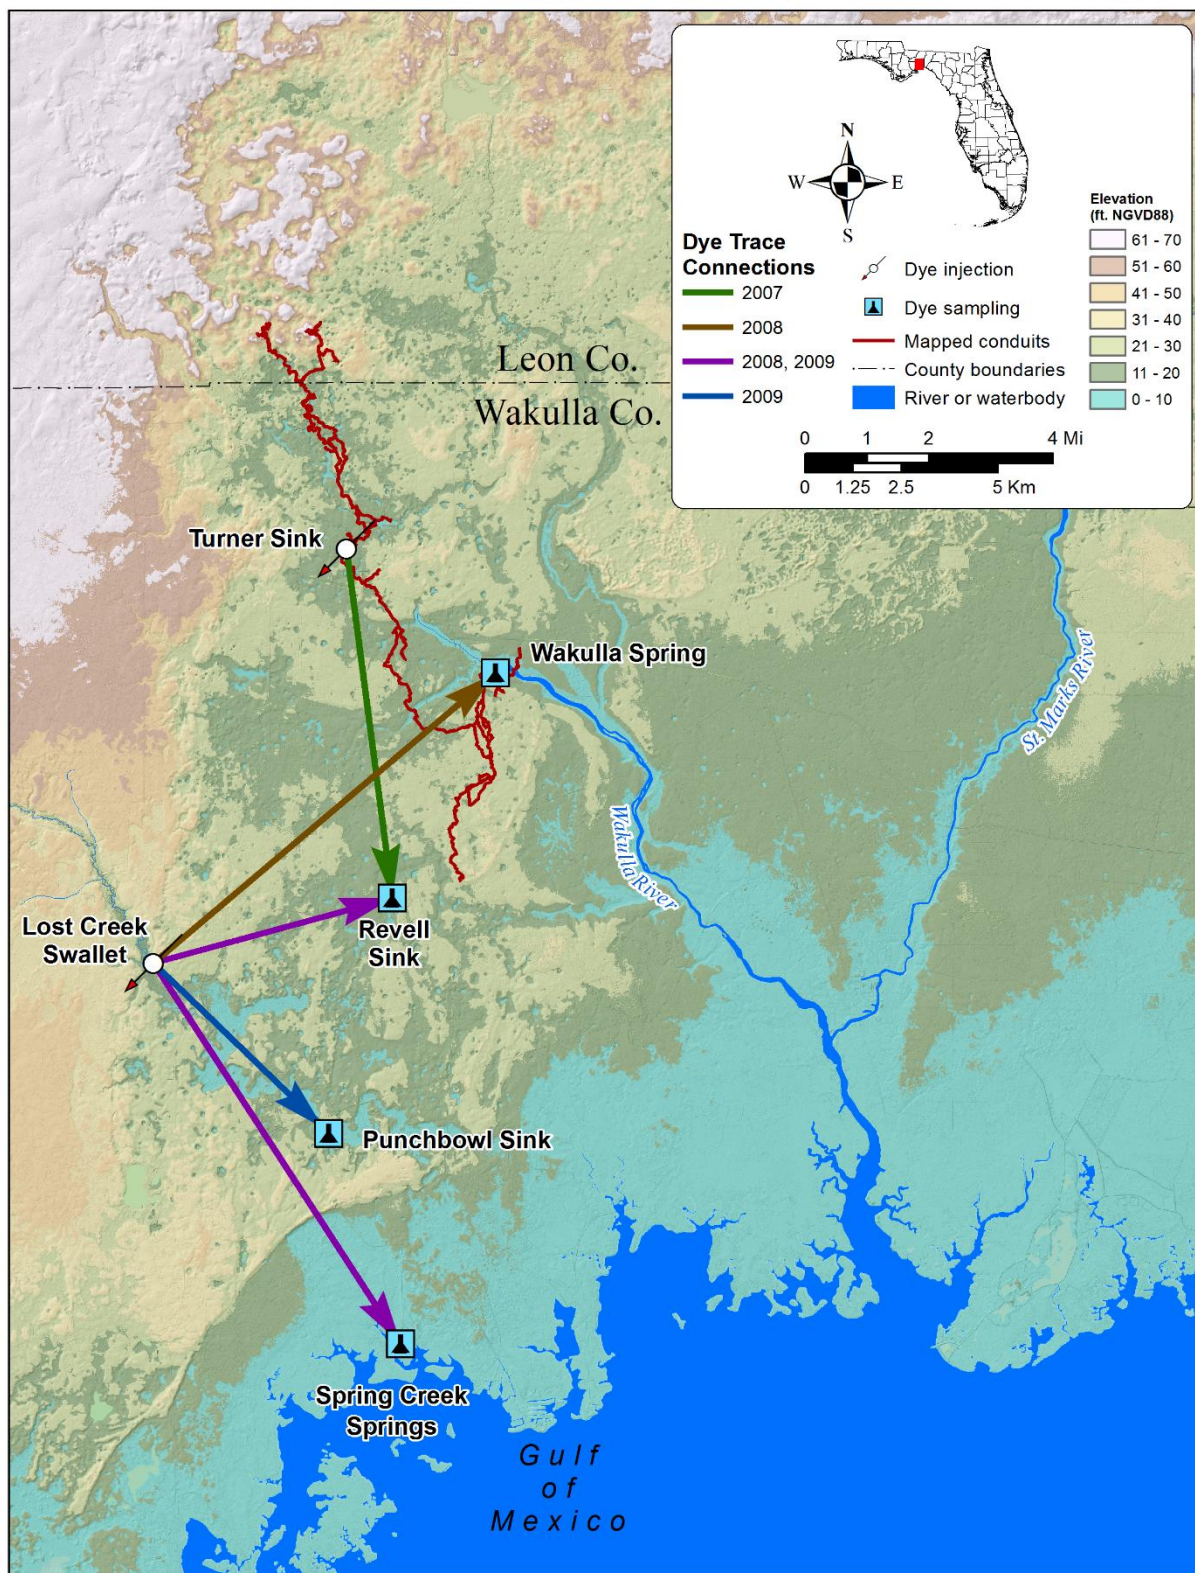 N
W
E
S
Dye Trace
Connections
2007
2008
2008, 2009
2009
Dye injection
Dye sampling
Mapped conduits
County boundaries
River or waterbody
Elevation
(ft. NGVD88)
61 - 70
51 - 60
41 - 50
31 - 40
21 - 30
11 - 20
0 - 10
0 1 2 4 Mi
0 1.25 2.5 5 Km
Leon Co.
Wakulla Co.
Turner Sink
Wakulla Spring
St. Marks River
Wakulla River
Lost Creek
Swallet
Revell
Sink
Punchbowl Sink
Spring Creek
Springs
Gulf
of
Mexico